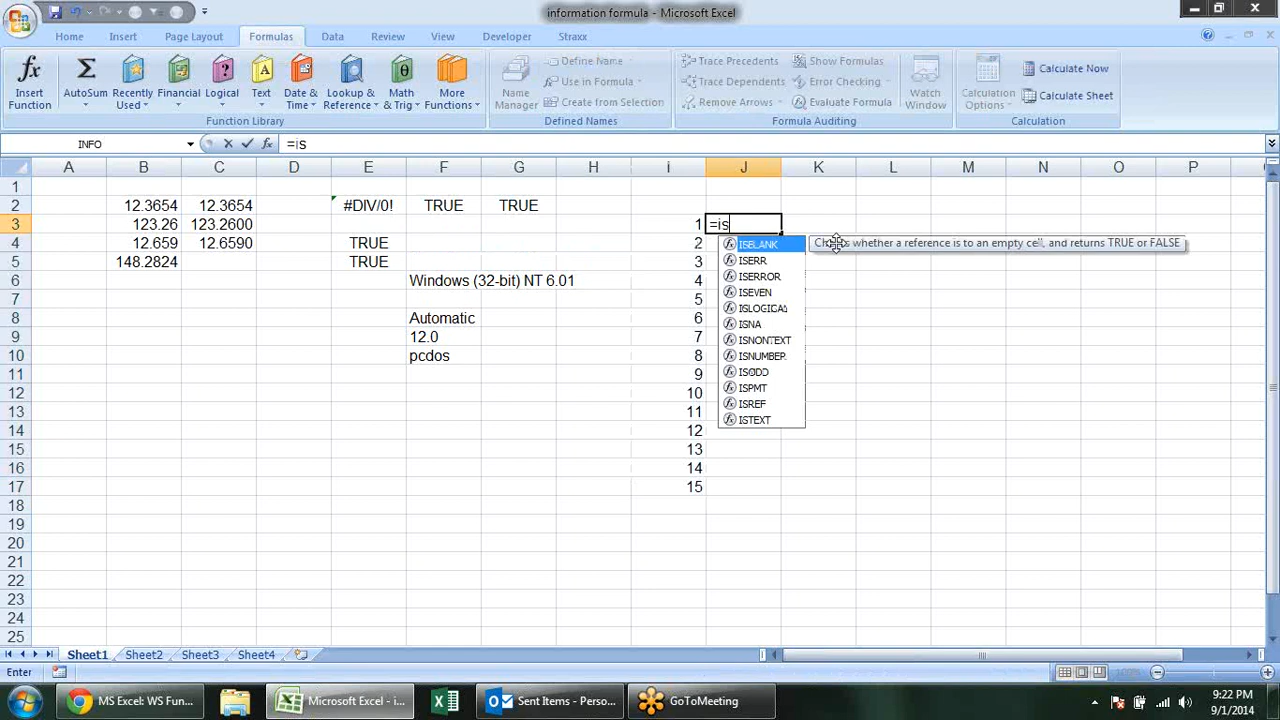 information formula - Microsoft Excel
Home Insert Page Layout Formulas Data Review View Developer Straxx
Insert Function
AutoSum
Recently Used
Financial
Logical
Text
Date & Time
Lookup & Reference
Math & Trig
More Functions
Function Library
Name Manager
Define Name
Use in Formula
Create from Selection
Defined Names
Trace Precedents
Trace Dependents
Remove Arrows
Show Formulas
Error Checking
Evaluate Formula
Formula Auditing
Watch Window
Calculation Options
Calculate Now
Calculate Sheet
Calculation
INFO =is
A B C D E F G H I J K L M N O P
1
2 12.3654 12.3654 #DIV/0! TRUE TRUE
3 123.26 123.2600 1 =is
4 12.659 12.6590 TRUE 2
5 148.2824 TRUE 3
6 Windows (32-bit) NT 6.01 4
7 5
8 Automatic 6
9 12.0 7
10 pcdos 8
11 9
12 10
13 11
14 12
15 13
16 14
17 15
18
19
20
21
22
23
24
25
ISBLANK
ISERR
ISERROR
ISEVEN
ISLOGICAL
ISNA
ISNONTEXT
ISNUMBER
ISODD
ISPMT
ISREF
ISTEXT
Checks whether a reference is to an empty cell, and returns TRUE or FALSE
Sheet1 Sheet2 Sheet3 Sheet4
Enter
MS Excel: WS Fun...
Microsoft Excel - i...
Sent Items - Perso...
GoToMeeting
9:22 PM
9/1/2014